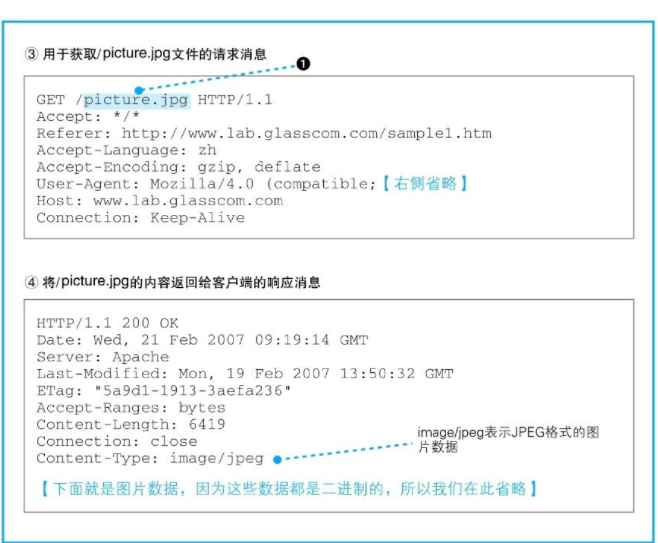 ③ 用于获取/picture.jpg文件的请求消息
❶
GET /picture.jpg HTTP/1.1
Accept: */*
Referer: http://www.lab.glasscom.com/sample1.htm
Accept-Language: zh
Accept-Encoding: gzip, deflate
User-Agent: Mozilla/4.0 (compatible;【右侧省略】
Host: www.lab.glasscom.com
Connection: Keep-Alive
④ 将/picture.jpg的内容返回给客户端的响应消息
HTTP/1.1 200 OK
Date: Wed, 21 Feb 2007 09:19:14 GMT
Server: Apache
Last-Modified: Mon, 19 Feb 2007 13:50:32 GMT
ETag: "5a9d1-1913-3aefa236"
Accept-Ranges: bytes
Content-Length: 6419
Connection: close
Content-Type: image/jpeg
image/jpeg表示JPEG格式的图
片数据
【下面就是图片数据，因为这些数据都是二进制的，所以我们在此省略】